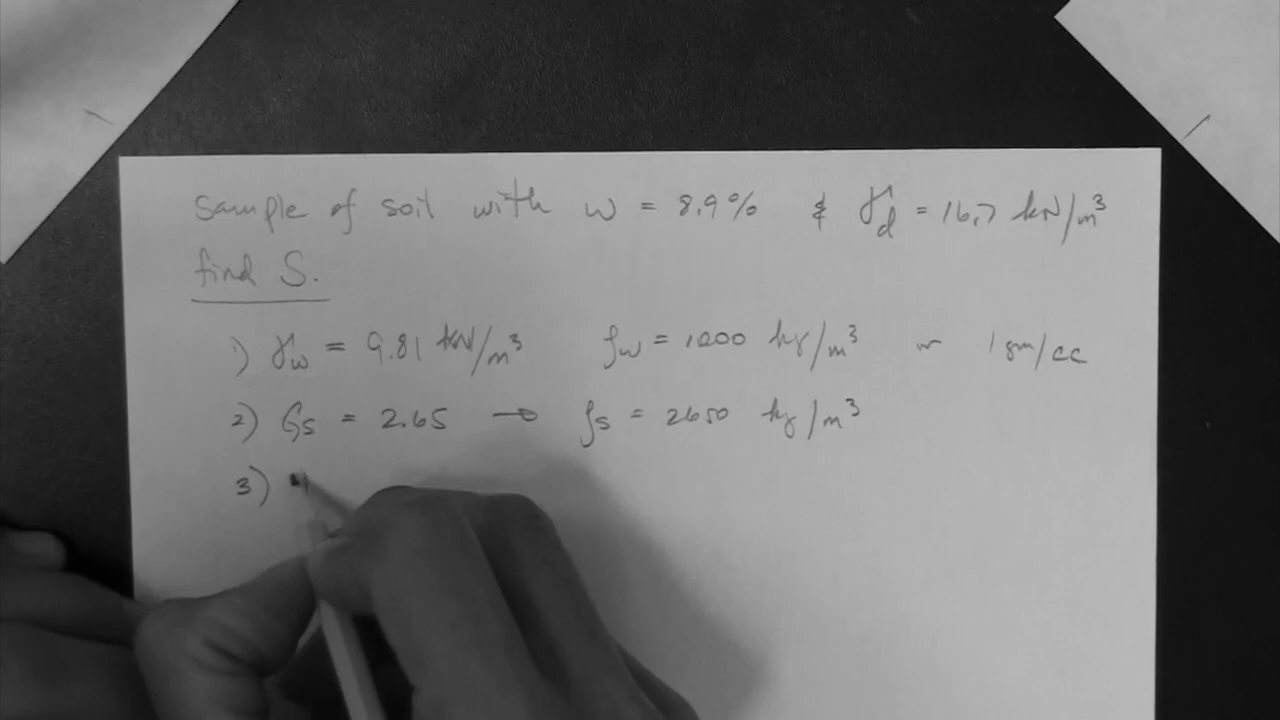 Sample of soil with w = 8.9% & γd = 16.7 kN/m³
find S.
1) γw = 9.81 kN/m³ ρw = 1000 kg/m³ or 1 gm/cc
2) Gs = 2.65 → ρs = 2650 kg/m³
3)